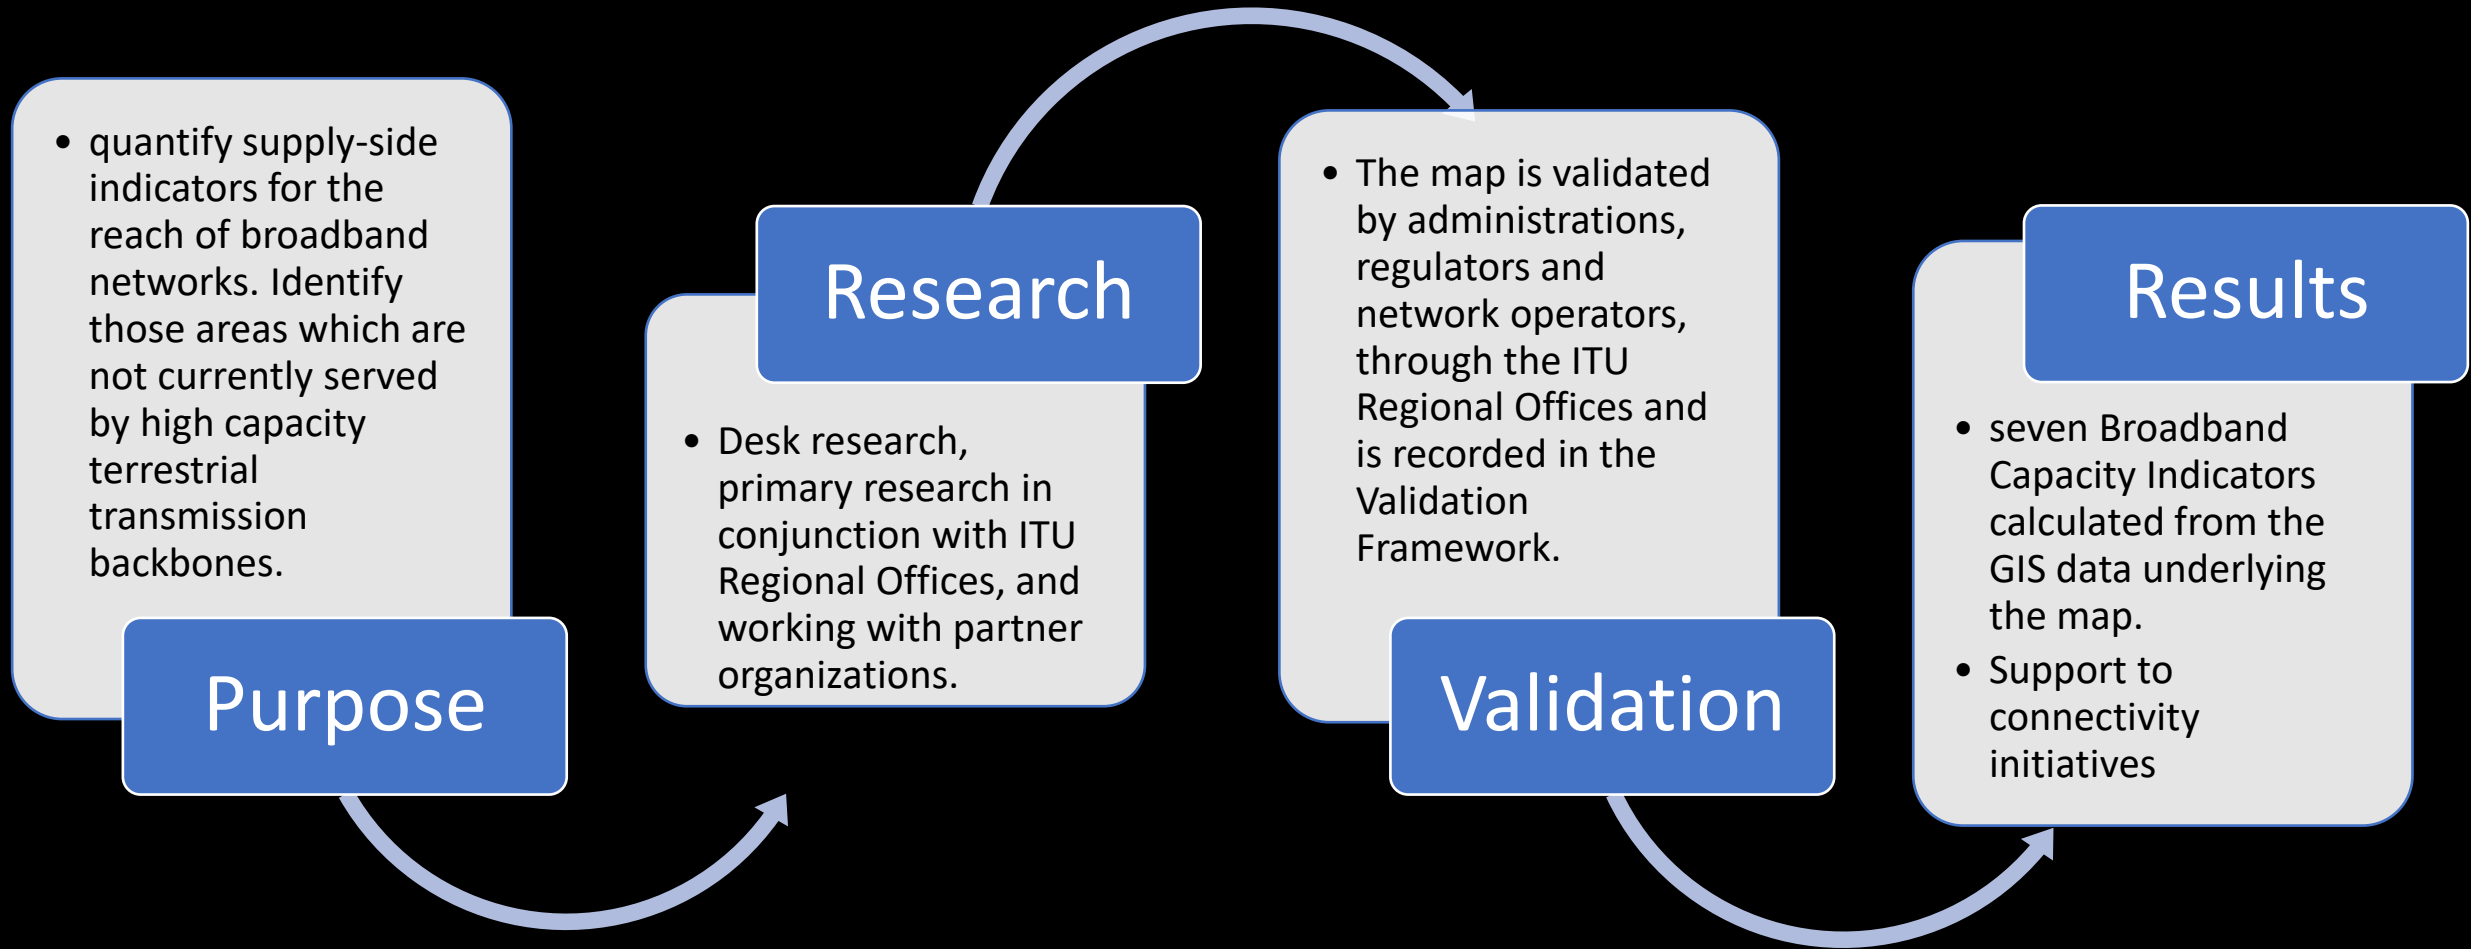 • quantify supply-side
indicators for the
reach of broadband
networks. Identify
those areas which are
not currently served
by high capacity
terrestrial
transmission
backbones.
Purpose
Research
• Desk research,
primary research in
conjunction with ITU
Regional Offices, and
working with partner
organizations.
• The map is validated
by administrations,
regulators and
network operators,
through the ITU
Regional Offices and
is recorded in the
Validation
Framework.
Validation
Results
• seven Broadband
Capacity Indicators
calculated from the
GIS data underlying
the map.
• Support to
connectivity
initiatives